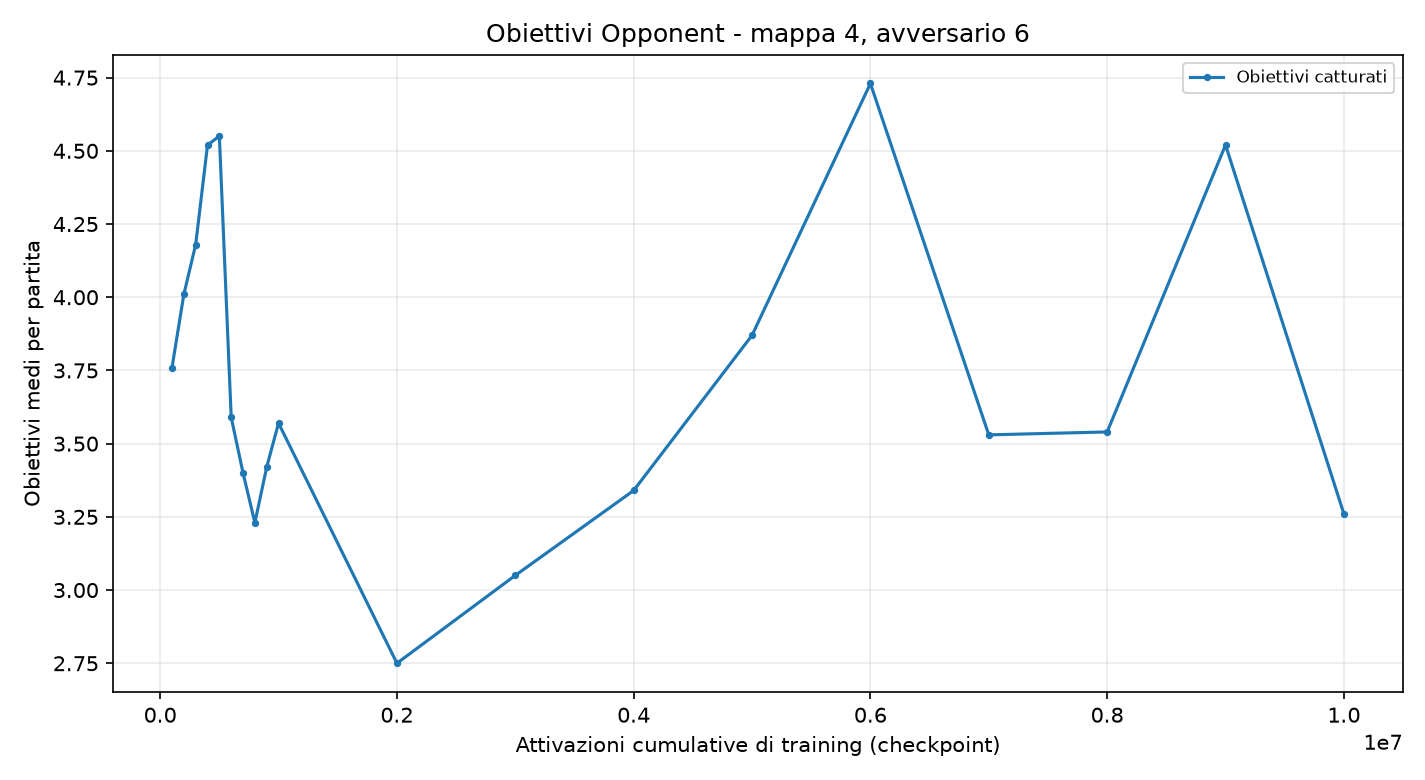 Obiettivi Opponent - mappa 4, avversario 6
Obiettivi catturati
Obiettivi medi per partita
4.75
4.50
4.25
4.00
3.75
3.50
3.25
3.00
2.75
0.0 0.2 0.4 0.6 0.8 1.0
1e7
Attivazioni cumulative di training (checkpoint)